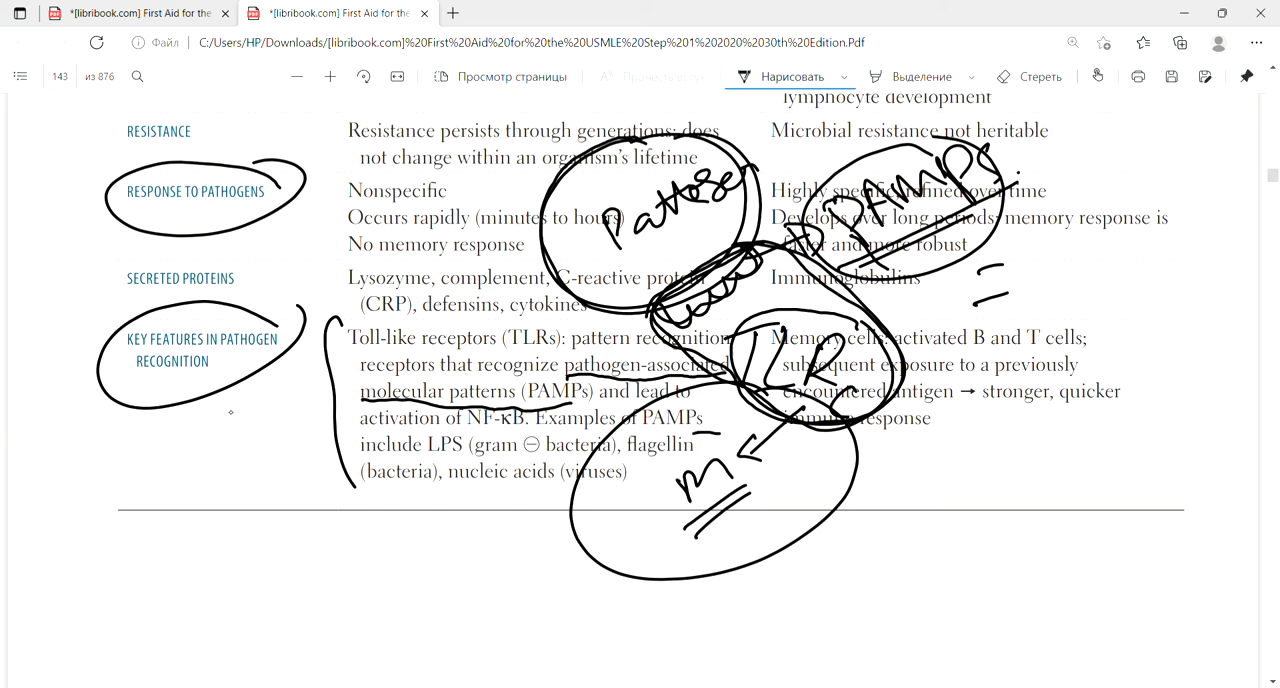 *[libribook.com] First Aid for the
*[libribook.com] First Aid for the
Файл
C:/Users/HP/Downloads/[libribook.com]%20First%20Aid%20for%20the%20USMLE%20Step%201%202020%2030th%20Edition.Pdf
143 из 876
Просмотр страницы
Прочесть вслух
Нарисовать
Выделение
Стереть
lymphocyte development
RESISTANCE
Resistance persists through generations; does
not change within an organism's lifetime
Microbial resistance not heritable
RESPONSE TO PATHOGENS
Nonspecific
Occurs rapidly (minutes to hours)
No memory response
Highly specific, refined over time
Develops over long periods; memory response is
faster and more robust
SECRETED PROTEINS
Lysozyme, complement, C-reactive protein
(CRP), defensins, cytokines
Immunoglobulins
KEY FEATURES IN PATHOGEN
RECOGNITION
Toll-like receptors (TLRs): pattern recognition
receptors that recognize pathogen-associated
molecular patterns (PAMPs) and lead to
activation of NF-κB. Examples of PAMPs
include LPS (gram ⊖ bacteria), flagellin
(bacteria), nucleic acids (viruses)
Memory cells: activated B and T cells;
subsequent exposure to a previously
encountered antigen → stronger, quicker
immune response
Pathogen
PAMPs
TLR
m